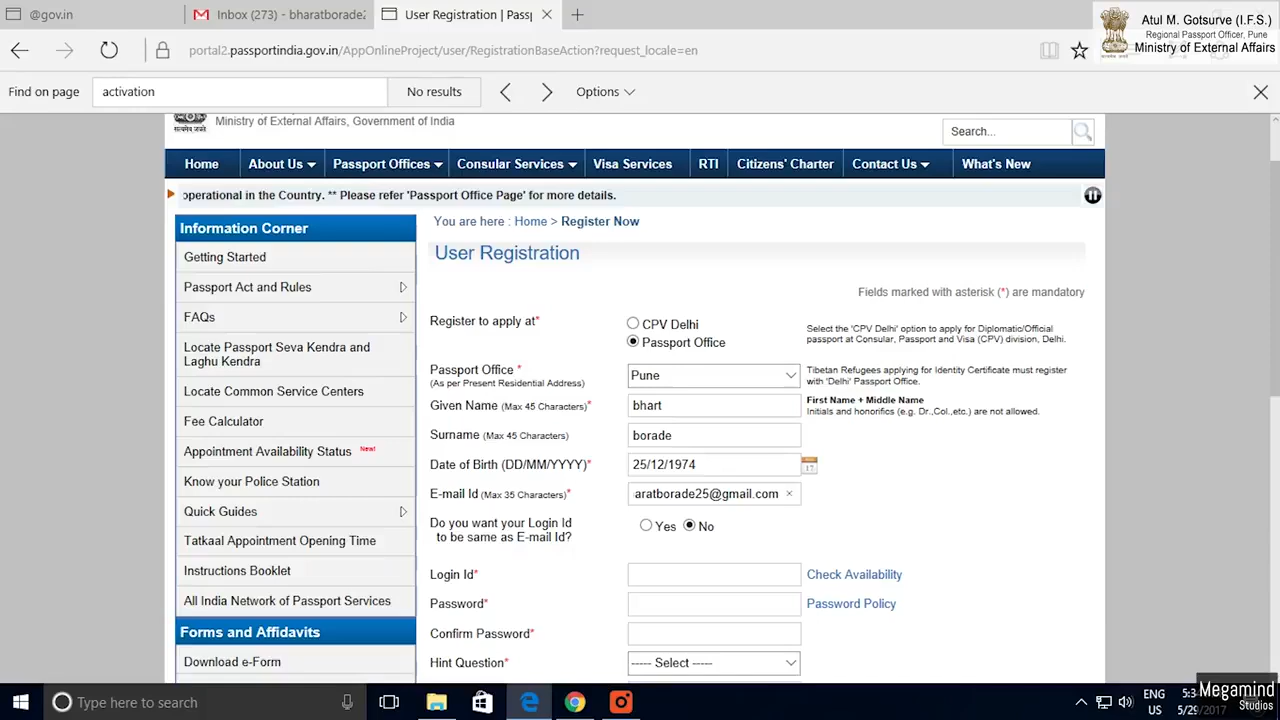 @gov.in
Inbox (273) - bharatborade2
User Registration | Pass
Atul M. Gotsurve (I.F.S.)
Regional Passport Officer, Pune
Ministry of External Affairs
portal2.passportindia.gov.in/AppOnlineProject/user/RegistrationBaseAction?request_locale=en
Find on page
activation
No results
Options
Ministry of External Affairs, Government of India
Search...
Home
About Us
Passport Offices
Consular Services
Visa Services
RTI
Citizens' Charter
Contact Us
What's New
operational in the Country. ** Please refer 'Passport Office Page' for more details.
Information Corner
Getting Started
Passport Act and Rules
FAQs
Locate Passport Seva Kendra and
Laghu Kendra
Locate Common Service Centers
Fee Calculator
Appointment Availability Status New!
Know your Police Station
Quick Guides
Tatkaal Appointment Opening Time
Instructions Booklet
All India Network of Passport Services
Forms and Affidavits
Download e-Form
You are here : Home > Register Now
User Registration
Fields marked with asterisk (*) are mandatory
Register to apply at*
CPV Delhi
Passport Office
Select the 'CPV Delhi' option to apply for Diplomatic/Official
passport at Consular, Passport and Visa (CPV) division, Delhi.
Passport Office *
(As per Present Residential Address)
Pune
Tibetan Refugees applying for Identity Certificate must register
with 'Delhi' Passport Office.
Given Name (Max 45 Characters)*
bhart
First Name + Middle Name
Initials and honorifics (e.g. Dr.,Col.,etc.) are not allowed.
Surname (Max 45 Characters)
borade
Date of Birth (DD/MM/YYYY)*
25/12/1974
17
E-mail Id (Max 35 Characters)*
aratborade25@gmail.com
Do you want your Login Id
to be same as E-mail Id?
Yes
No
Login Id*
Check Availability
Password*
Password Policy
Confirm Password*
Hint Question*
----- Select -----
Type here to search
ENG
US
5:3
5/29/2017
Megamind
Studios